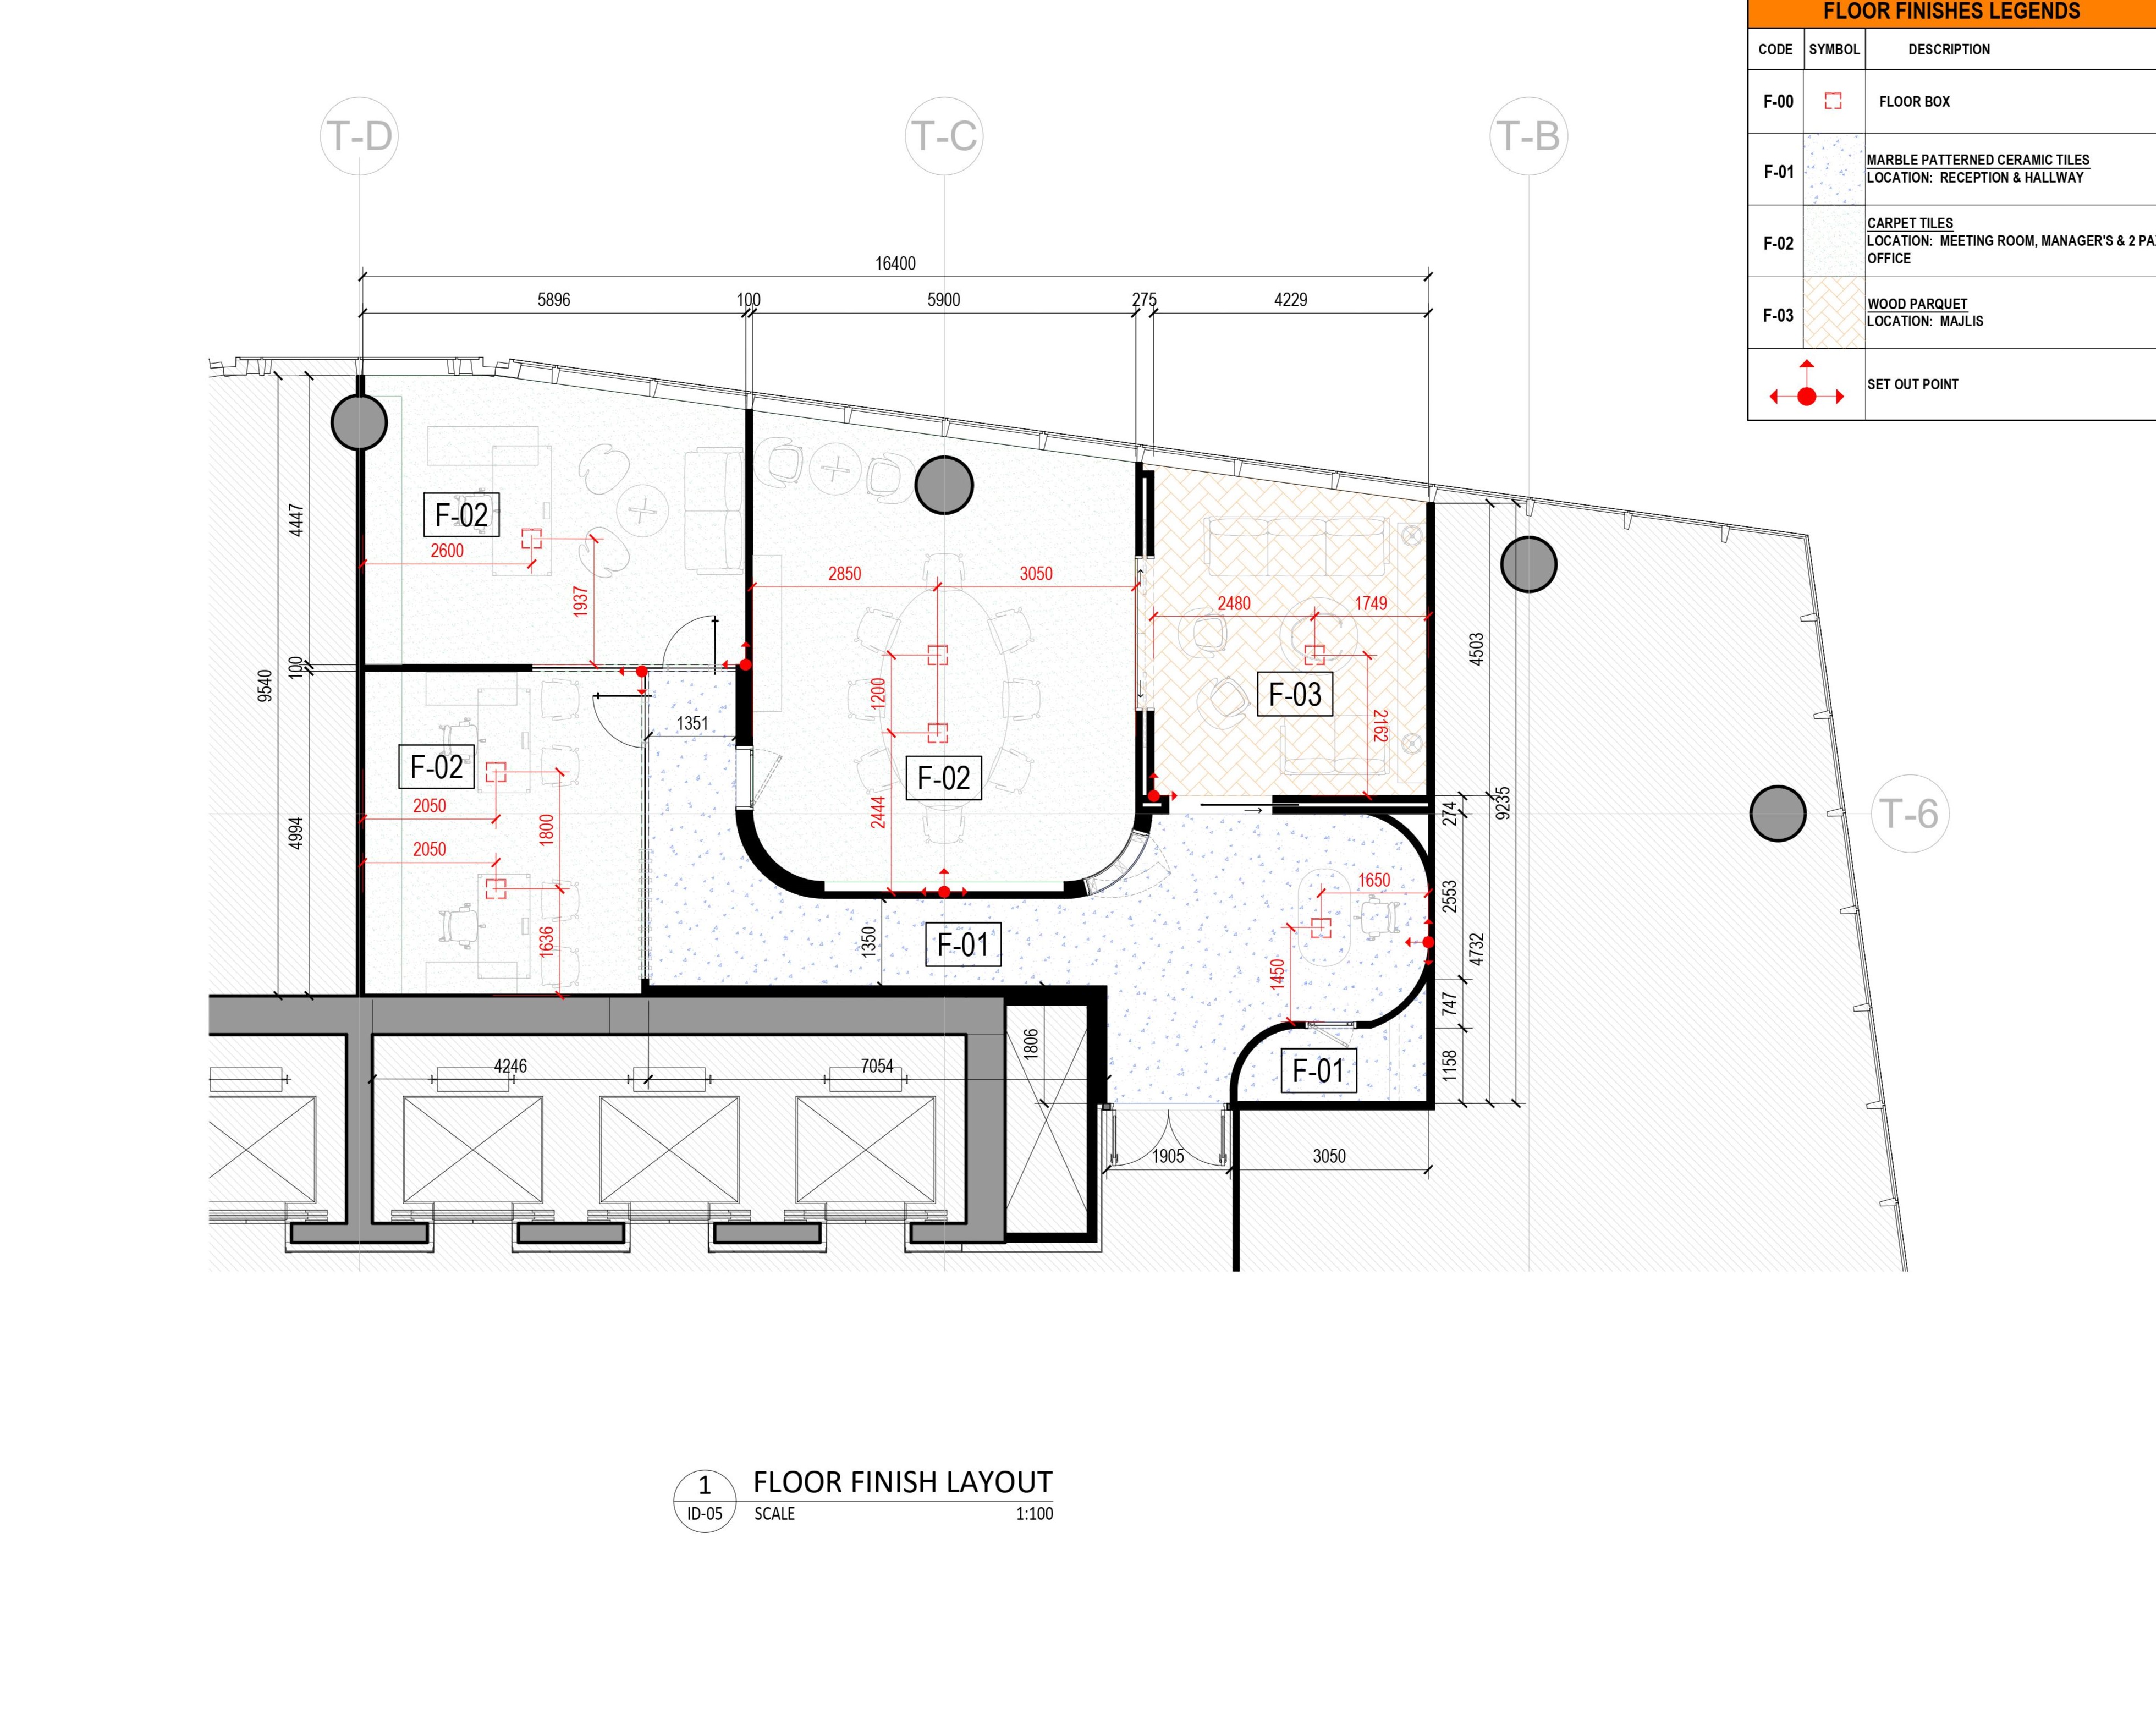 FLOOR FINISHES LEGENDS
CODE SYMBOL DESCRIPTION
F-00 FLOOR BOX
F-01 MARBLE PATTERNED CERAMIC TILES
LOCATION: RECEPTION & HALLWAY
F-02 CARPET TILES
LOCATION: MEETING ROOM, MANAGER'S & 2 PA
OFFICE
F-03 WOOD PARQUET
LOCATION: MAJLIS
SET OUT POINT
T-D
T-C
T-B
16400
5896
100
5900
275
4229
4447
100
9540
4994
F-02
2600
1937
2850
3050
1200
2444
F-02
2480
1749
F-03
2162
4503
9235
274
T-6
F-02
2050
1800
2050
1636
1351
1350
F-01
1650
1450
2553
4732
747
1158
F-01
4246
7054
1806
1905
3050
1
ID-05
FLOOR FINISH LAYOUT
SCALE 1:100